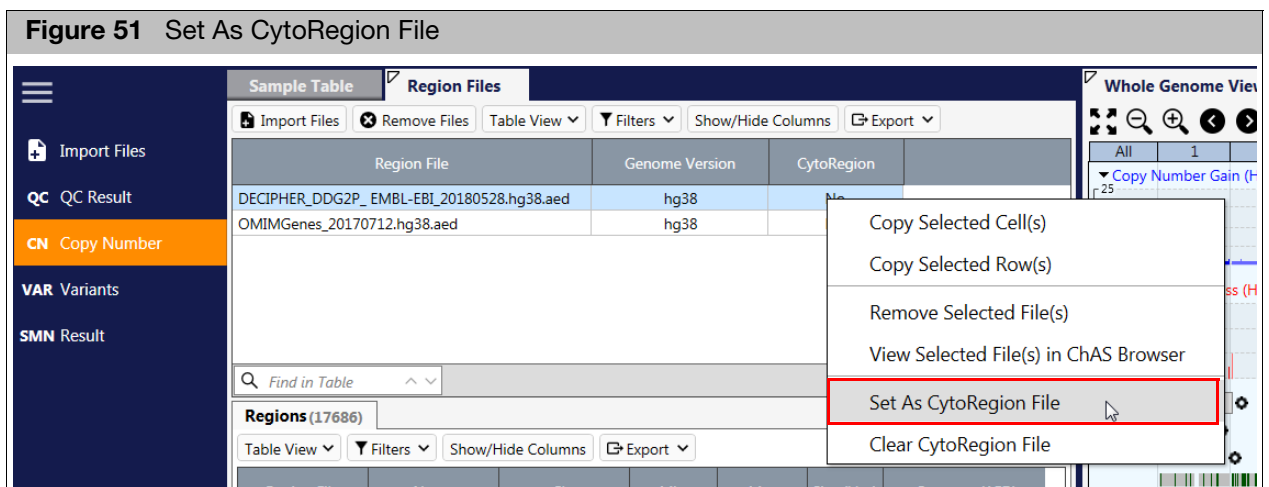 Figure 51 Set As CytoRegion File
Sample Table
Region Files
Whole Genome View
Import Files
Remove Files
Table View
Filters
Show/Hide Columns
Export
Import Files
QC QC Result
CN Copy Number
VAR Variants
SMN Result
Region File
Genome Version
CytoRegion
DECIPHER_DDG2P_ EMBL-EBI_20180528.hg38.aed
hg38
No
OMIMGenes_20170712.hg38.aed
hg38
All
1
Copy Number Gain (H
25
ss (H
Copy Selected Cell(s)
Copy Selected Row(s)
Remove Selected File(s)
View Selected File(s) in ChAS Browser
Set As CytoRegion File
Clear CytoRegion File
Find in Table
Regions (17686)
Table View
Filters
Show/Hide Columns
Export